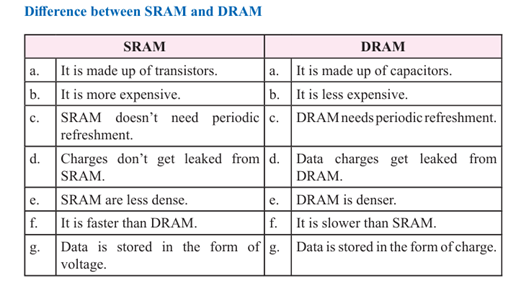 Difference between SRAM and DRAM
SRAM DRAM
a. It is made up of transistors. a. It is made up of capacitors.
b. It is more expensive. b. It is less expensive.
c. SRAM doesn't need periodic c. DRAM needs periodic refreshment.
refreshment.
d. Charges don't get leaked from d. Data charges get leaked from
SRAM. DRAM.
e. SRAM are less dense. e. DRAM is denser.
f. It is faster than DRAM. f. It is slower than SRAM.
g. Data is stored in the form of g. Data is stored in the form of charge.
voltage.